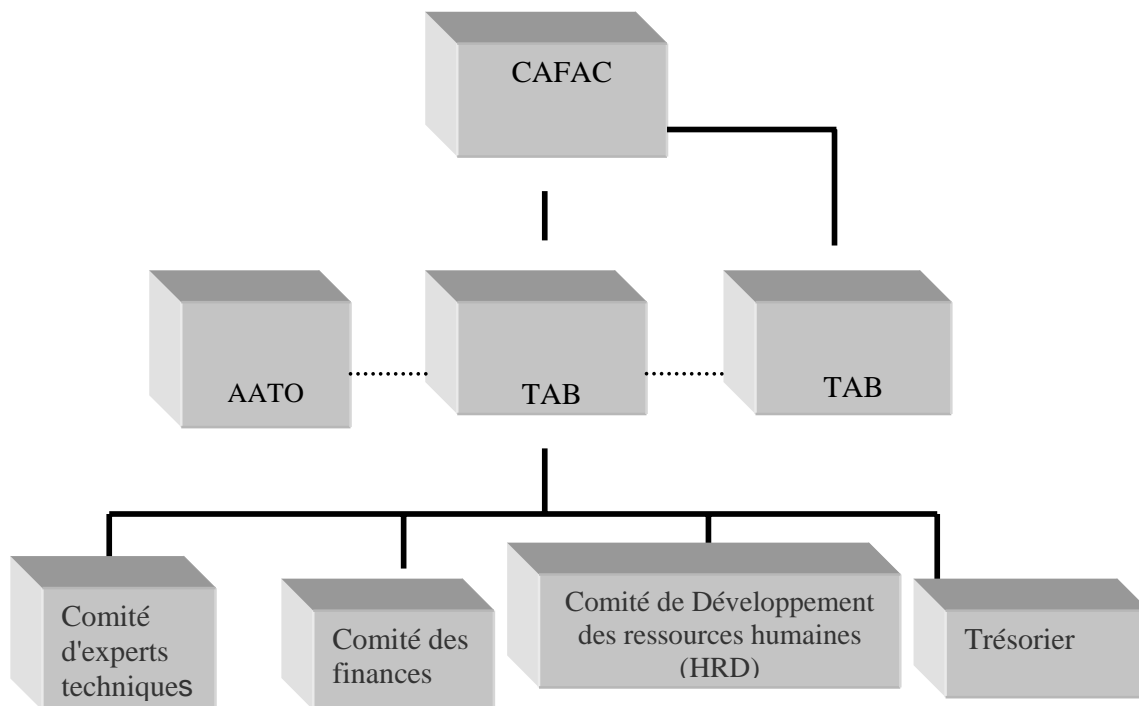 CAFAC
AATO
TAB
TAB
Comité
d'experts
techniques
Comité des
finances
Comité de Développement
des ressources humaines
(HRD)
Trésorier